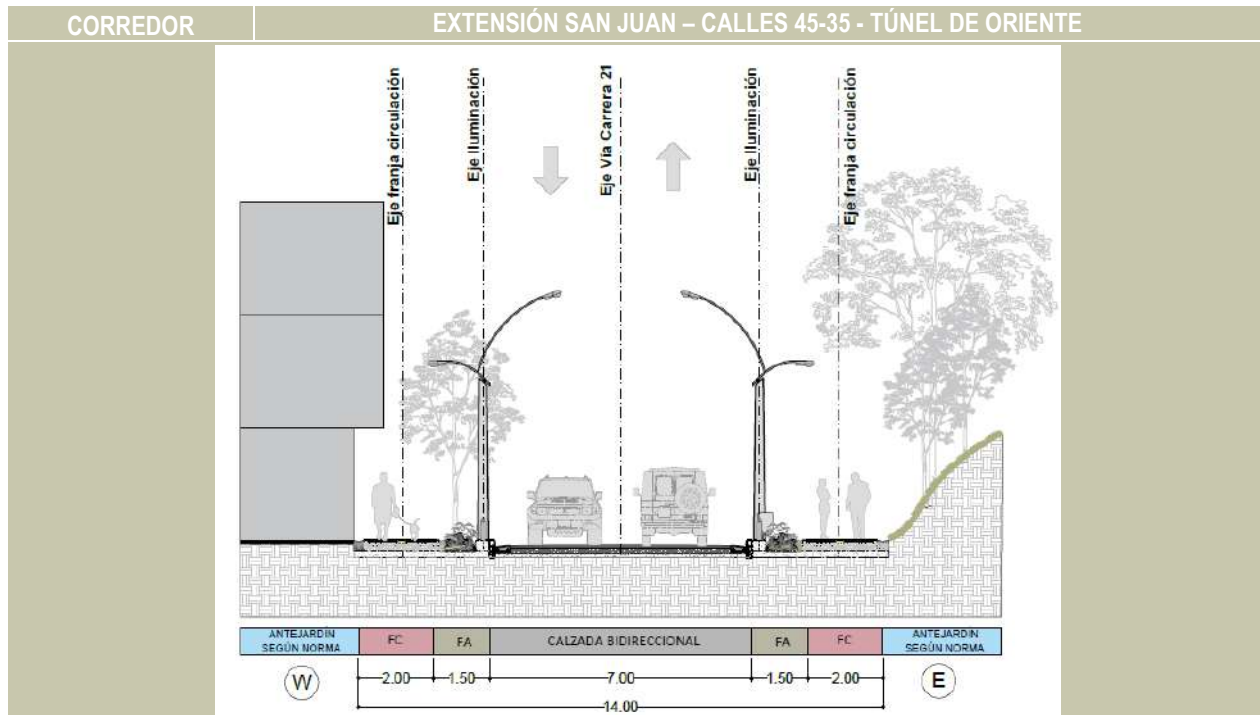 CORREDOR
EXTENSIÓN SAN JUAN – CALLES 45-35 - TÚNEL DE ORIENTE
Eje franja circulación
Eje Iluminación
Eje Vía Carrera 21
Eje Iluminación
Eje franja circulación
ANTEJARDÍN
SEGÚN NORMA
FC
FA
CALZADA BIDIRECCIONAL
FA
FC
ANTEJARDÍN
SEGÚN NORMA
W
2.00
1.50
7.00
1.50
2.00
E
14.00